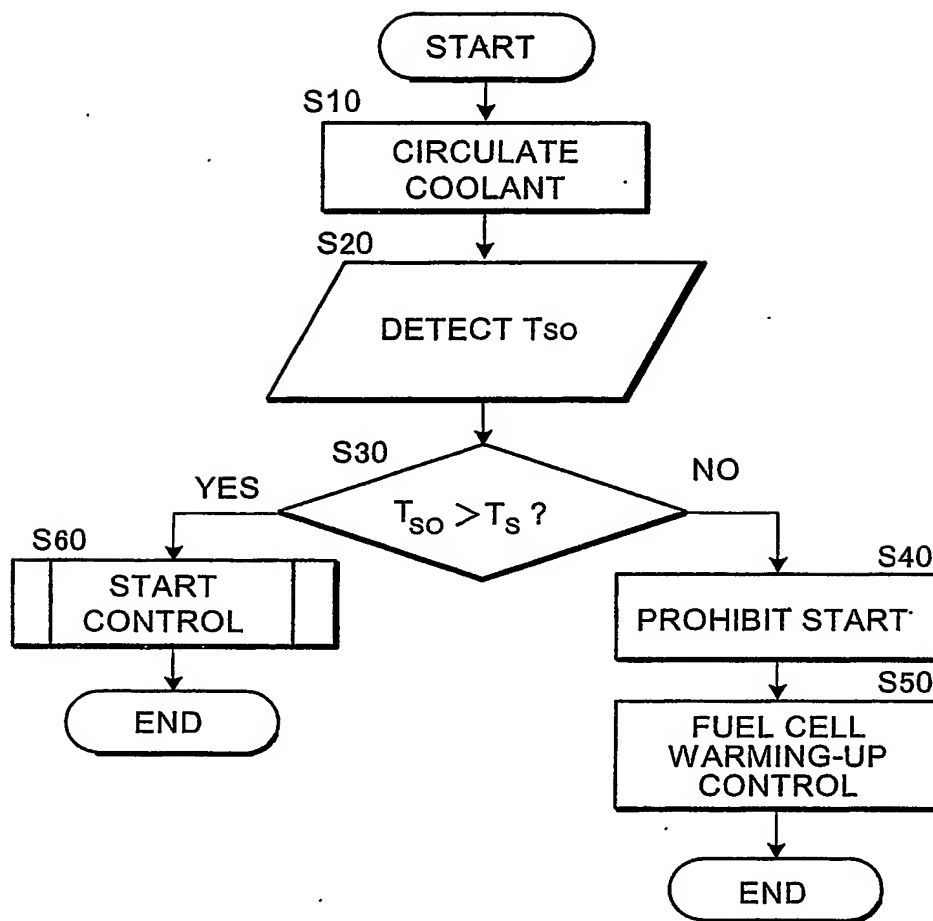 START
S10
CIRCULATE
COOLANT
S20
DETECT Tso
S30
YES
NO
TSO > TS ?
S60
START
CONTROL
END
S40
PROHIBIT START
S50
FUEL CELL
WARMING-UP
CONTROL
END